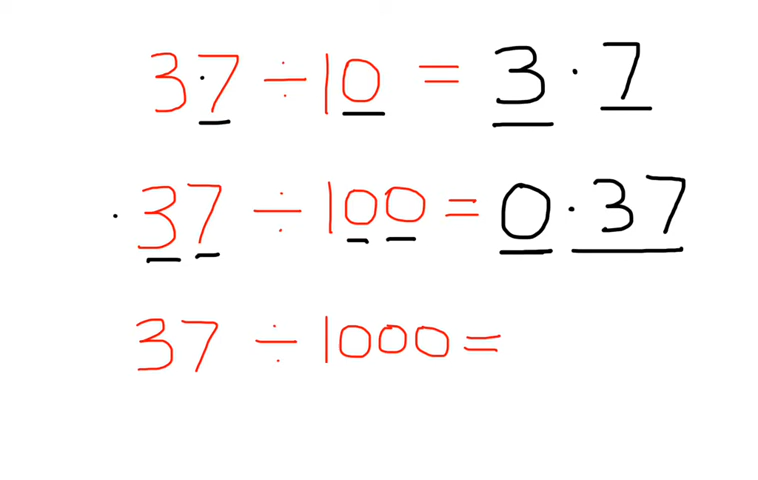 37 ÷ 10 = 3.7
.37 ÷ 100 = 0.37
37 ÷ 1000 =